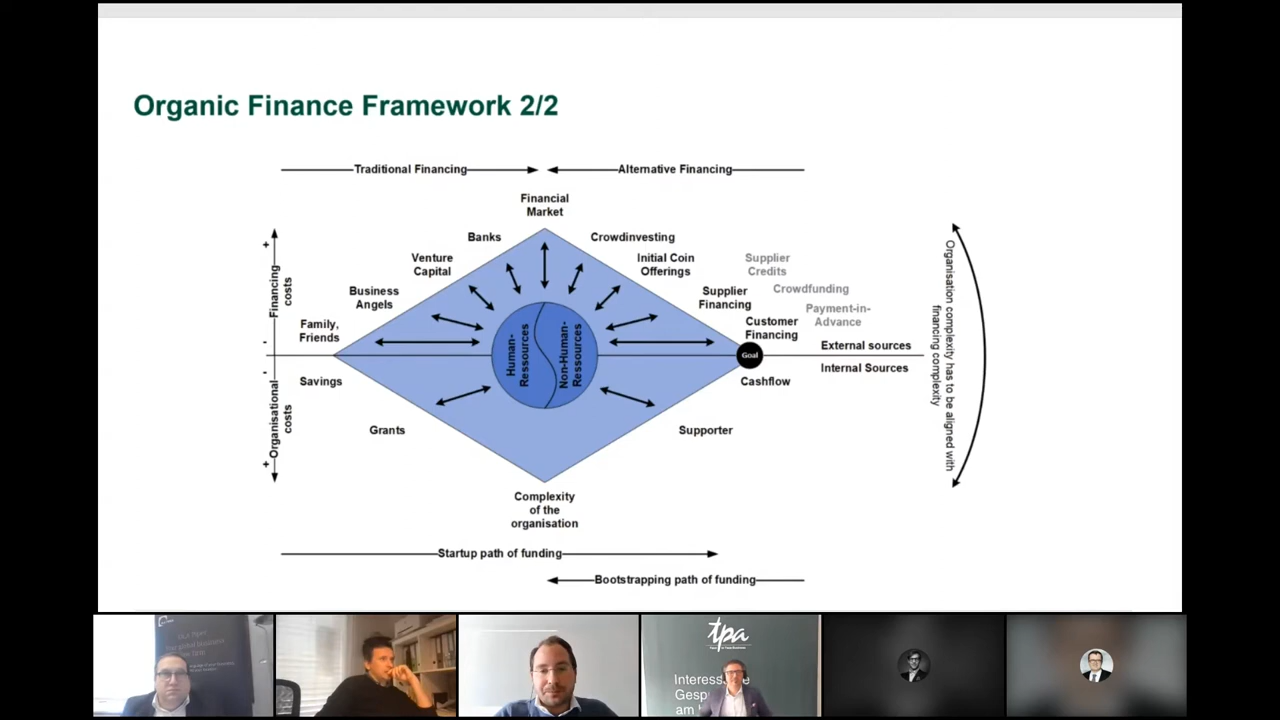 Organic Finance Framework 2/2
Traditional Financing
Alternative Financing
Financial
Market
Banks
Crowdinvesting
Venture
Capital
Initial Coin
Offerings
Supplier
Credits
Business
Angels
Supplier
Financing
Crowdfunding
Payment-in-
Advance
Family,
Friends
Customer
Financing
+
Financing
costs
-
-
Organisational
costs
+
Human-
Ressources
Non-Human-
Ressources
Goal
External sources
Internal Sources
Savings
Cashflow
Grants
Supporter
Complexity
of the
organisation
Organisation complexity has to be aligned with
financing complexity
Startup path of funding
Bootstrapping path of funding
DLA Piper
tpa
am